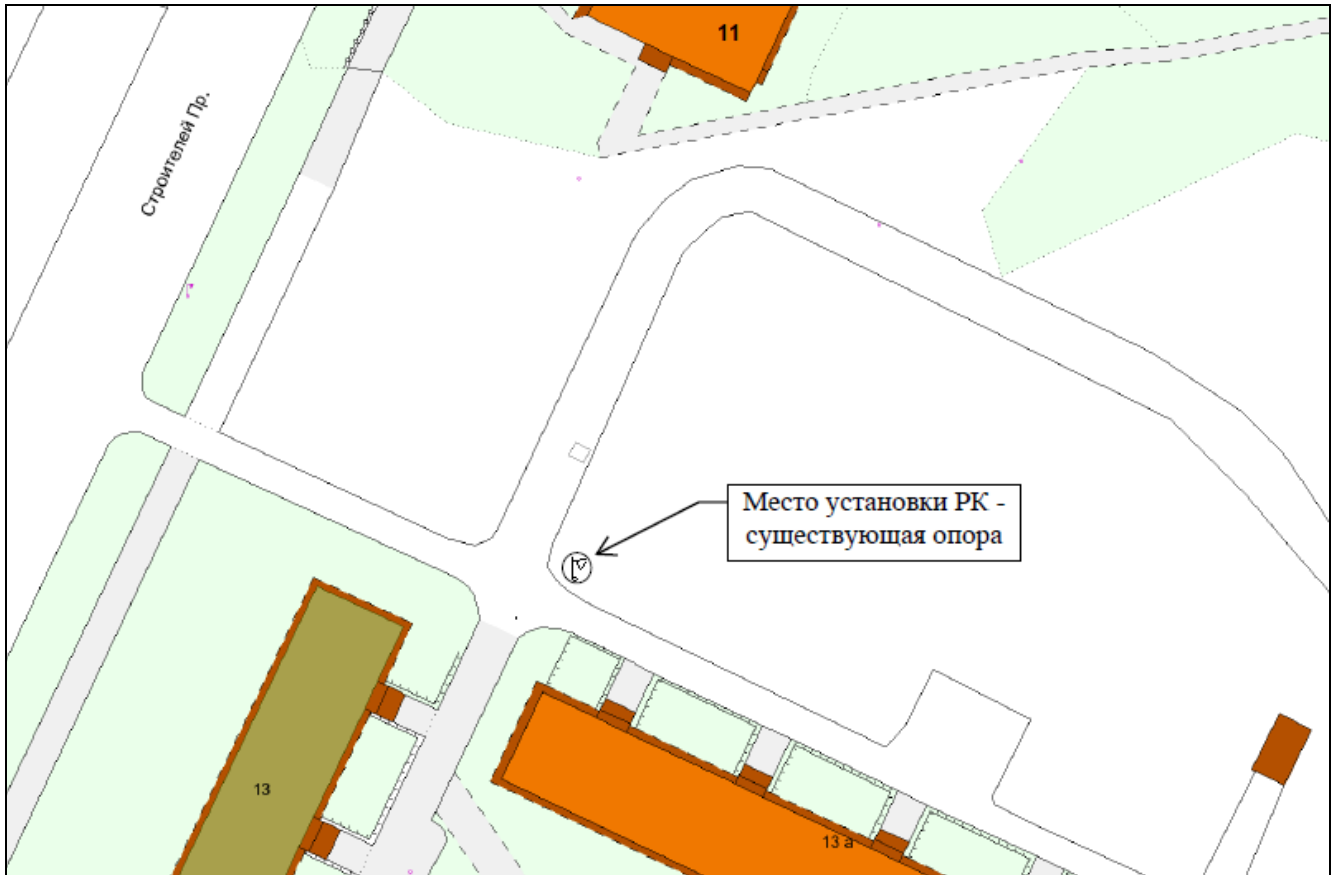 11
Строителей Пр.
Место установки РК -
существующая опора
13
13 а